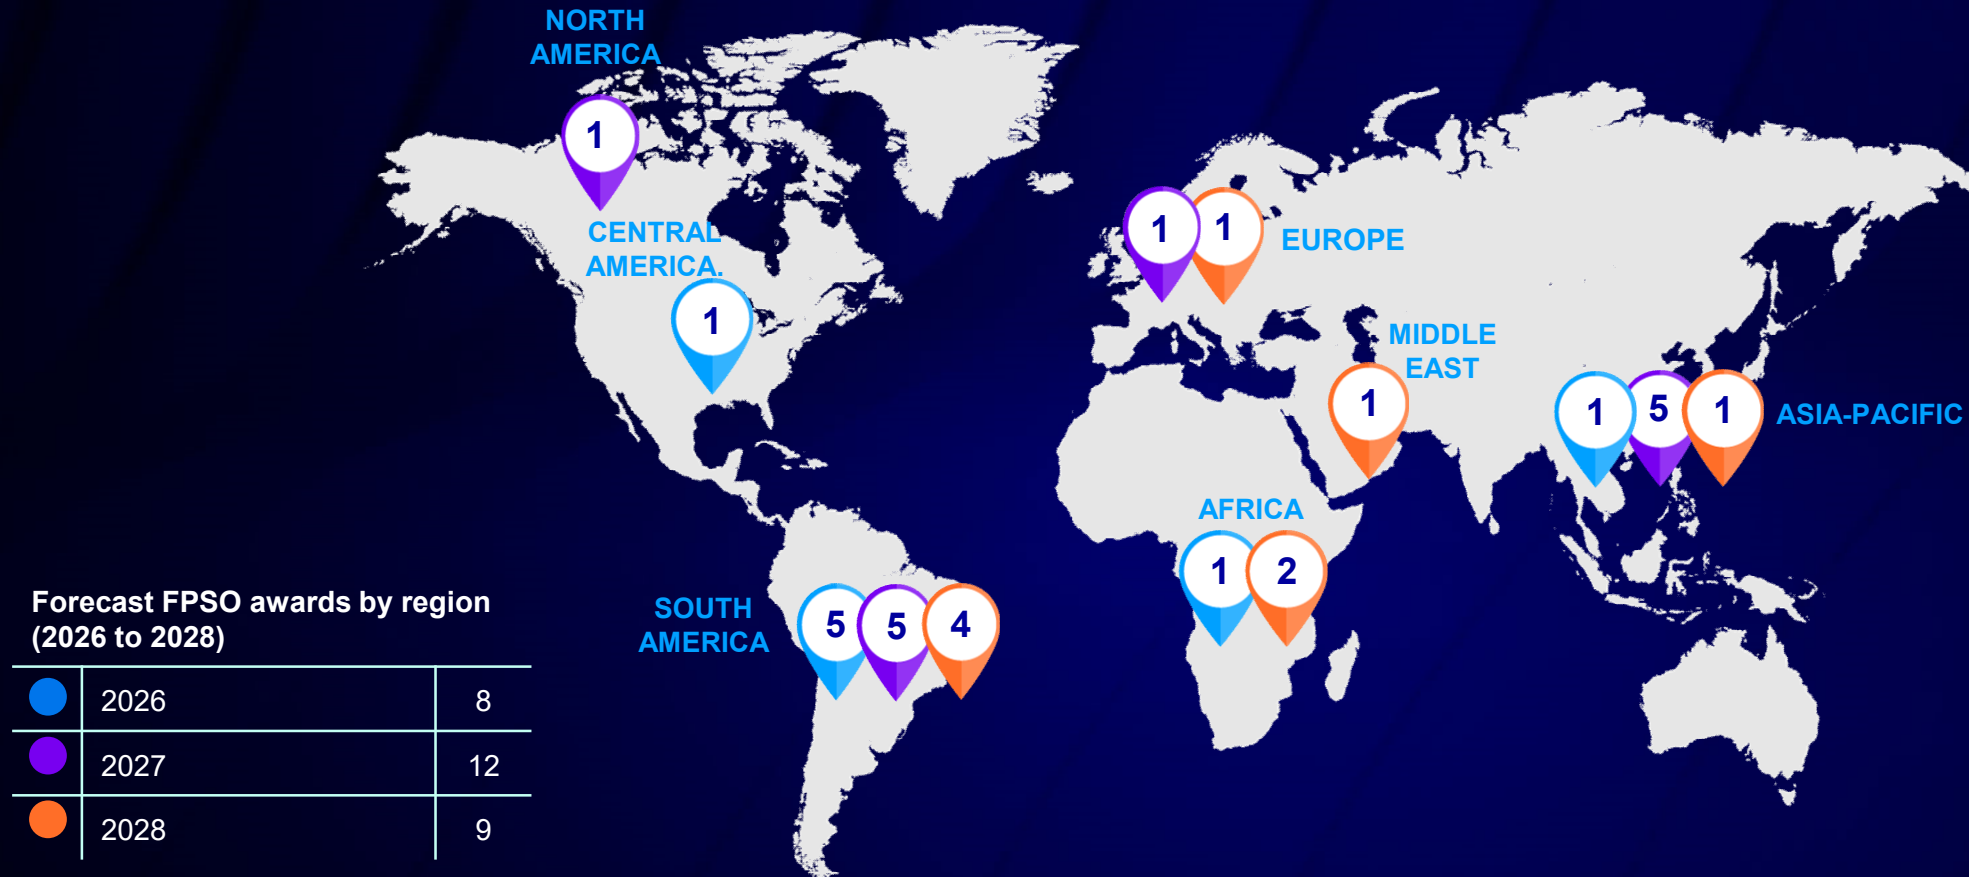 NORTH
AMERICA
1
CENTRAL
AMERICA.
1
1 1 EUROPE
MIDDLE
EAST
1
1 5 1 ASIA-PACIFIC
AFRICA
1 2
SOUTH
AMERICA
5 5 4
Forecast FPSO awards by region
(2026 to 2028)
2026 8
2027 12
2028 9